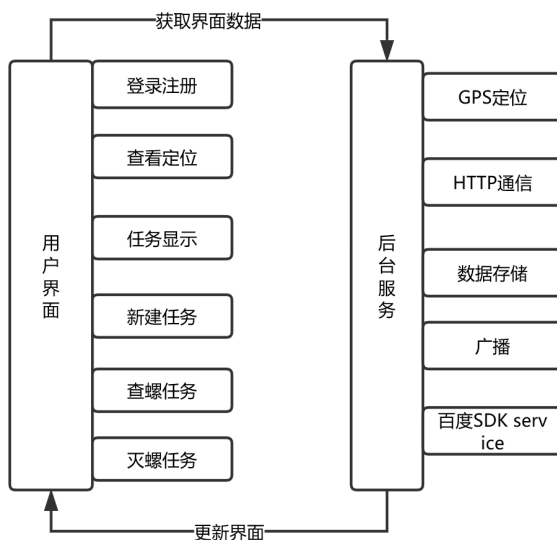 获取界面数据
用户界面
登录注册
查看定位
任务显示
新建任务
查螺任务
灭螺任务
后台服务
GPS定位
HTTP通信
数据存储
广播
百度SDK serv
ice
更新界面